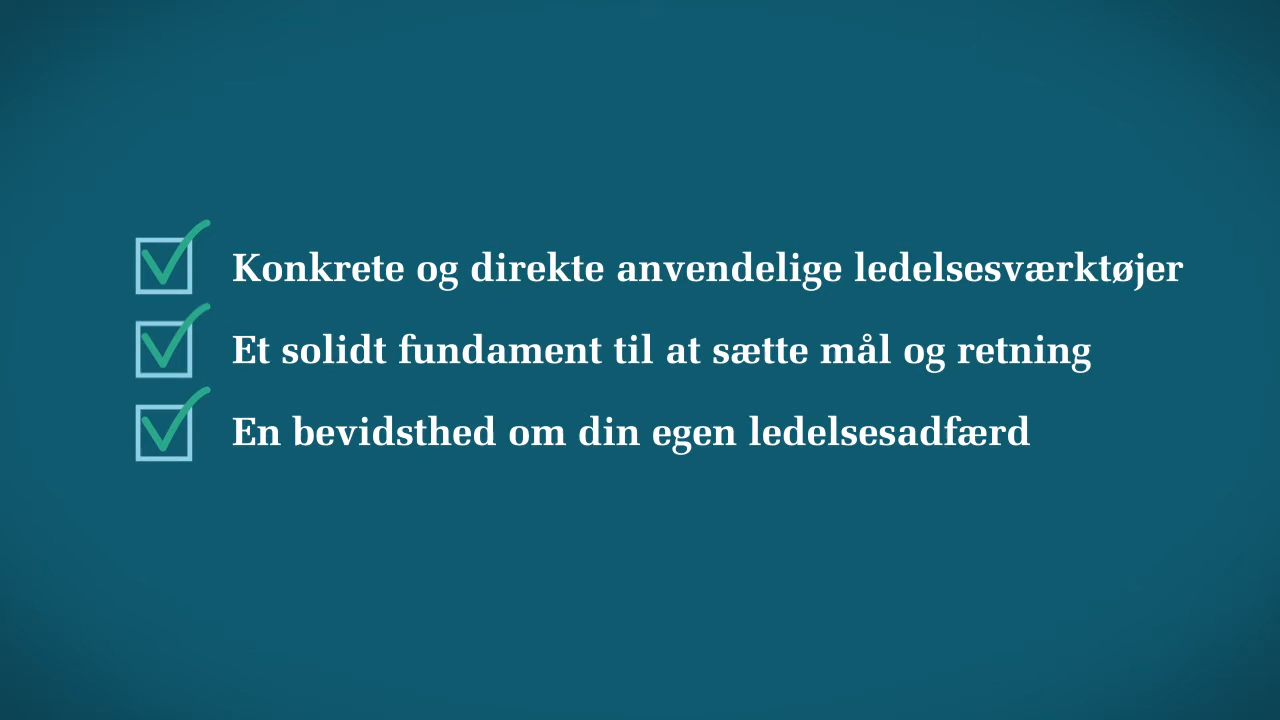 Konkrete og direkte anvendelige ledelsesværktøjer
Et solidt fundament til at sætte mål og retning
En bevidsthed om din egen ledelsesadfærd